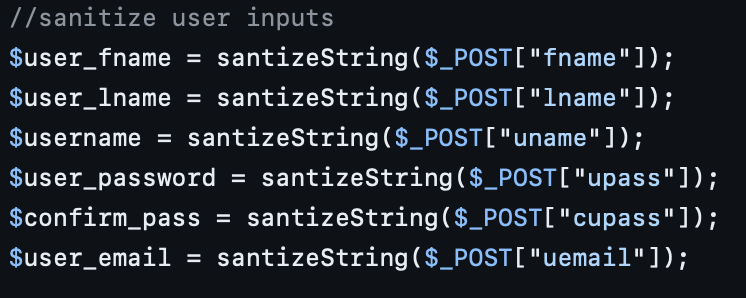 //sanitize user inputs
$user_fname = santizeString($_POST["fname"]);
$user_lname = santizeString($_POST["lname"]);
$username = santizeString($_POST["uname"]);
$user_password = santizeString($_POST["upass"]);
$confirm_pass = santizeString($_POST["cupass"]);
$user_email = santizeString($_POST["uemail"]);